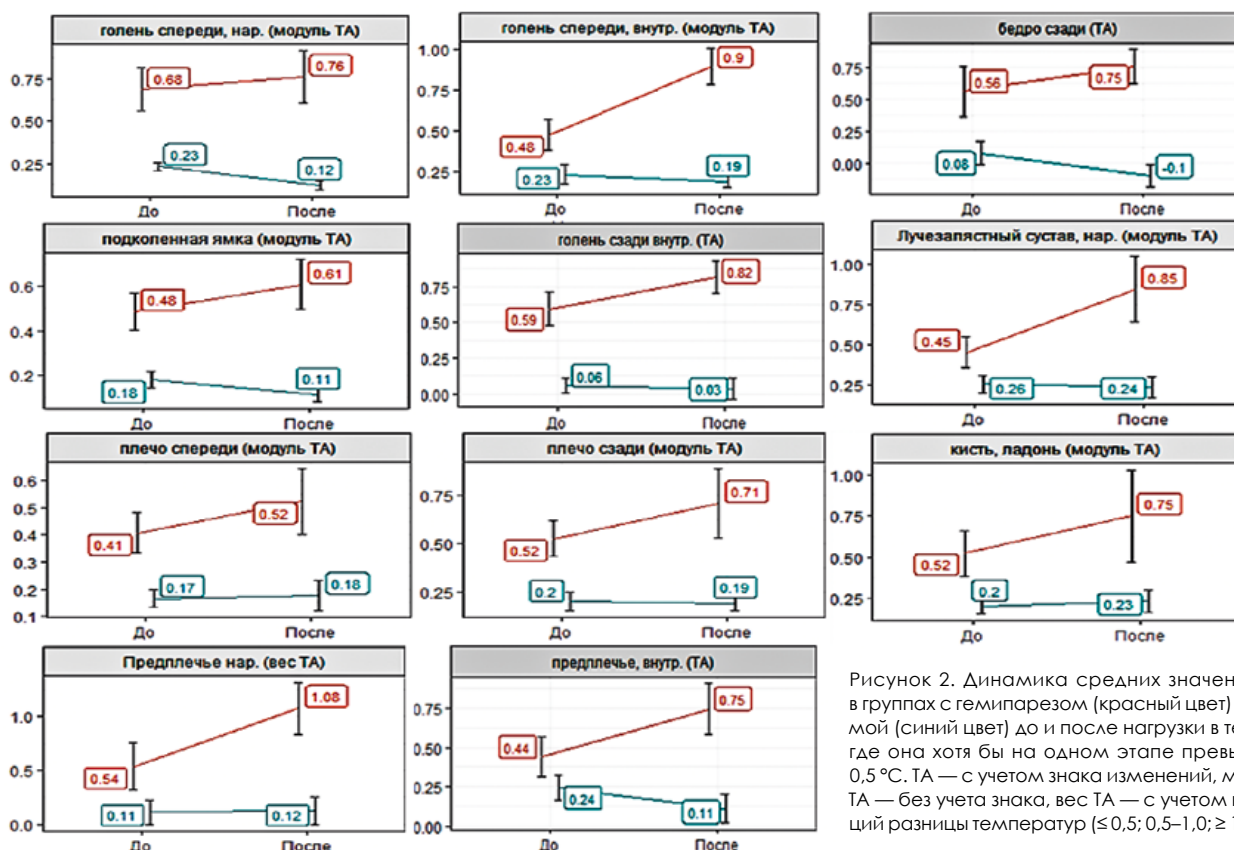 голень спереди, нар. (модуль ТА)
0.75
0.50
0.25
0.68
0.76
0.23
0.12
До После
голень спереди, внутр. (модуль ТА)
1.00
0.75
0.50
0.25
0.48
0.9
0.23
0.19
До После
бедро сзади (ТА)
0.75
0.50
0.25
0.00
0.56
0.75
0.08
-0.1
До После
подколенная ямка (модуль ТА)
0.6
0.4
0.2
0.48
0.61
0.18
0.11
До После
голень сзади внутр. (ТА)
0.75
0.50
0.25
0.00
0.59
0.82
0.06
0.03
До После
Лучезапястный сустав, нар. (модуль ТА)
1.00
0.75
0.50
0.25
0.45
0.85
0.26
0.24
До После
плечо спереди (модуль ТА)
0.6
0.5
0.4
0.3
0.2
0.1
0.41
0.52
0.17
0.18
До После
плечо сзади (модуль ТА)
0.75
0.50
0.25
0.52
0.71
0.2
0.19
До После
кисть, ладонь (модуль ТА)
1.00
0.75
0.50
0.25
0.52
0.75
0.2
0.23
До После
Предплечье нар. (вес ТА)
1.0
0.5
0.0
0.54
1.08
0.11
0.12
До После
предплечье, внутр. (ТА)
0.75
0.50
0.25
0.00
0.44
0.75
0.24
0.11
До После
Рисунок 2. Динамика средних значен
в группах с гемипарезом (красный цвет)
мой (синий цвет) до и после нагрузки в те
где она хотя бы на одном этапе превы
0,5 °C. ТА — с учетом знака изменений, м
ТА — без учета знака, вес ТА — с учетом
ций разницы температур (≤0,5; 0,5–1,0; ≥